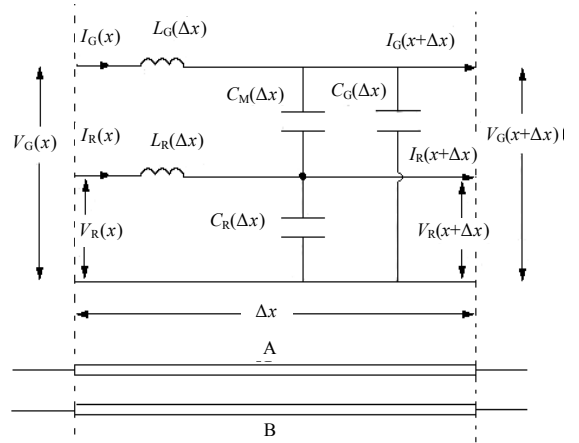 I_G(x) L_G(Δx) I_G(x+Δx)
C_M(Δx) C_G(Δx)
V_G(x) V_G(x+Δx)
I_R(x) L_R(Δx) I_R(x+Δx)
V_R(x) C_R(Δx) V_R(x+Δx)
Δx
A
B